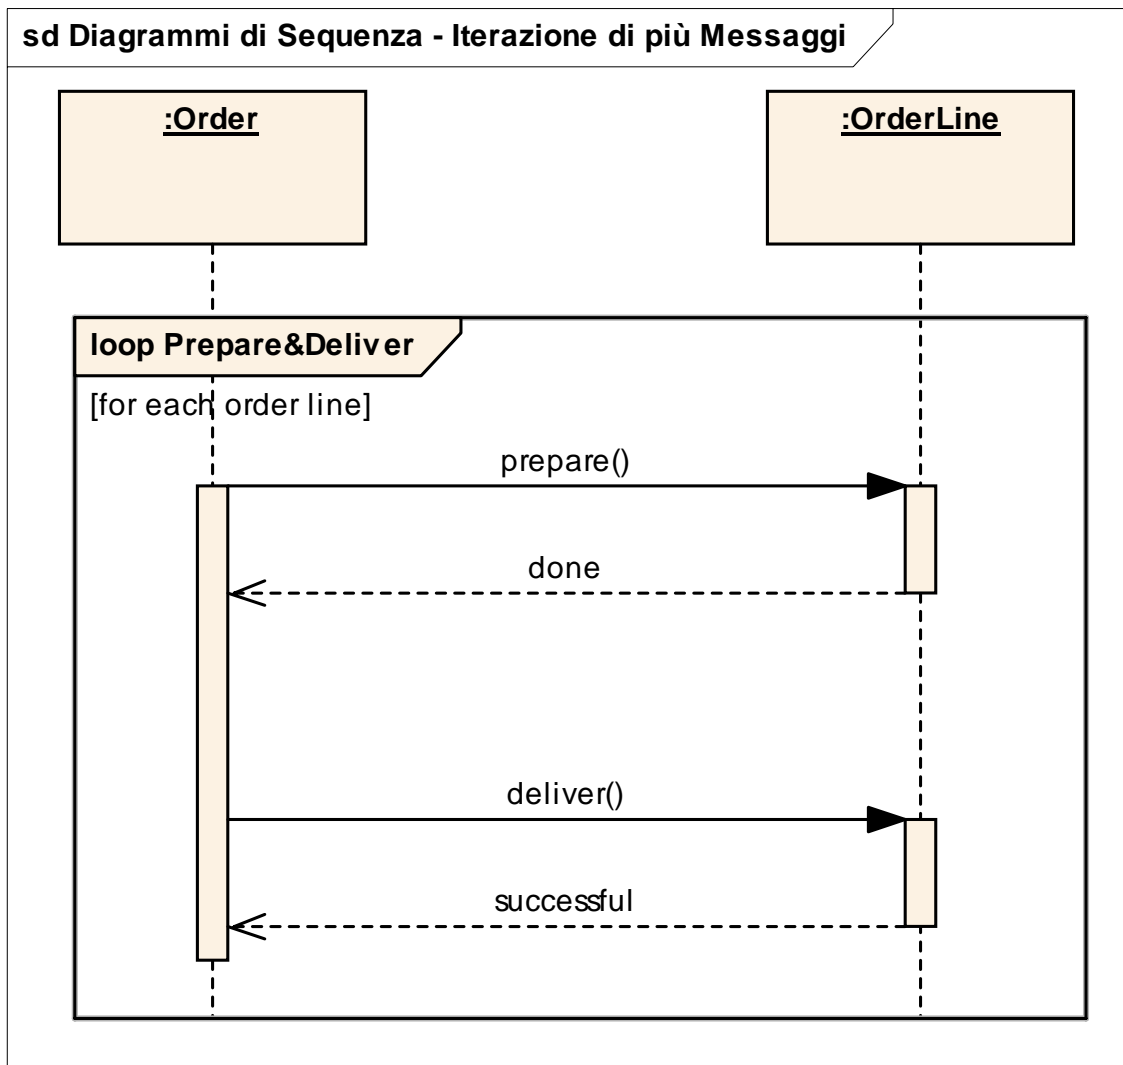 sd Diagrammi di Sequenza - Iterazione di più Messaggi
:Order
:OrderLine
loop Prepare&Deliver
[for each order line]
prepare()
done
deliver()
successful